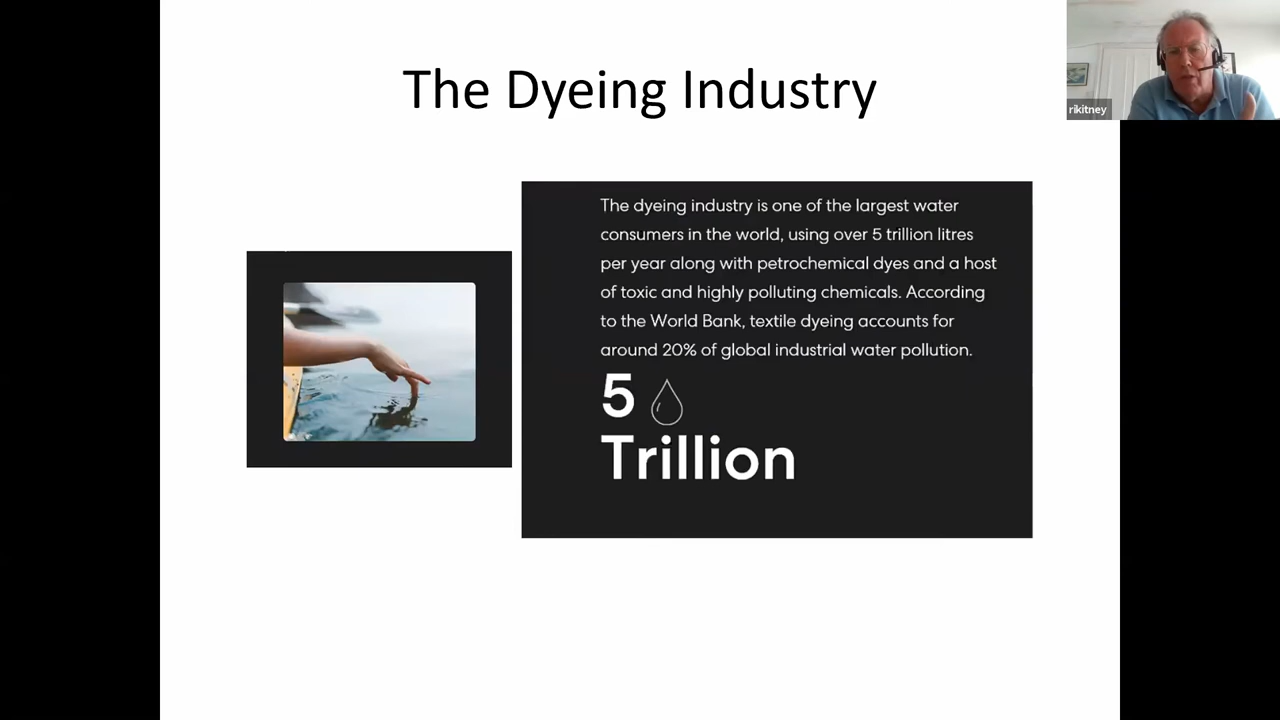 The Dyeing Industry
rikitney
The dyeing industry is one of the largest water
consumers in the world, using over 5 trillion litres
per year along with petrochemical dyes and a host
of toxic and highly polluting chemicals. According
to the World Bank, textile dyeing accounts for
around 20% of global industrial water pollution.
5
Trillion